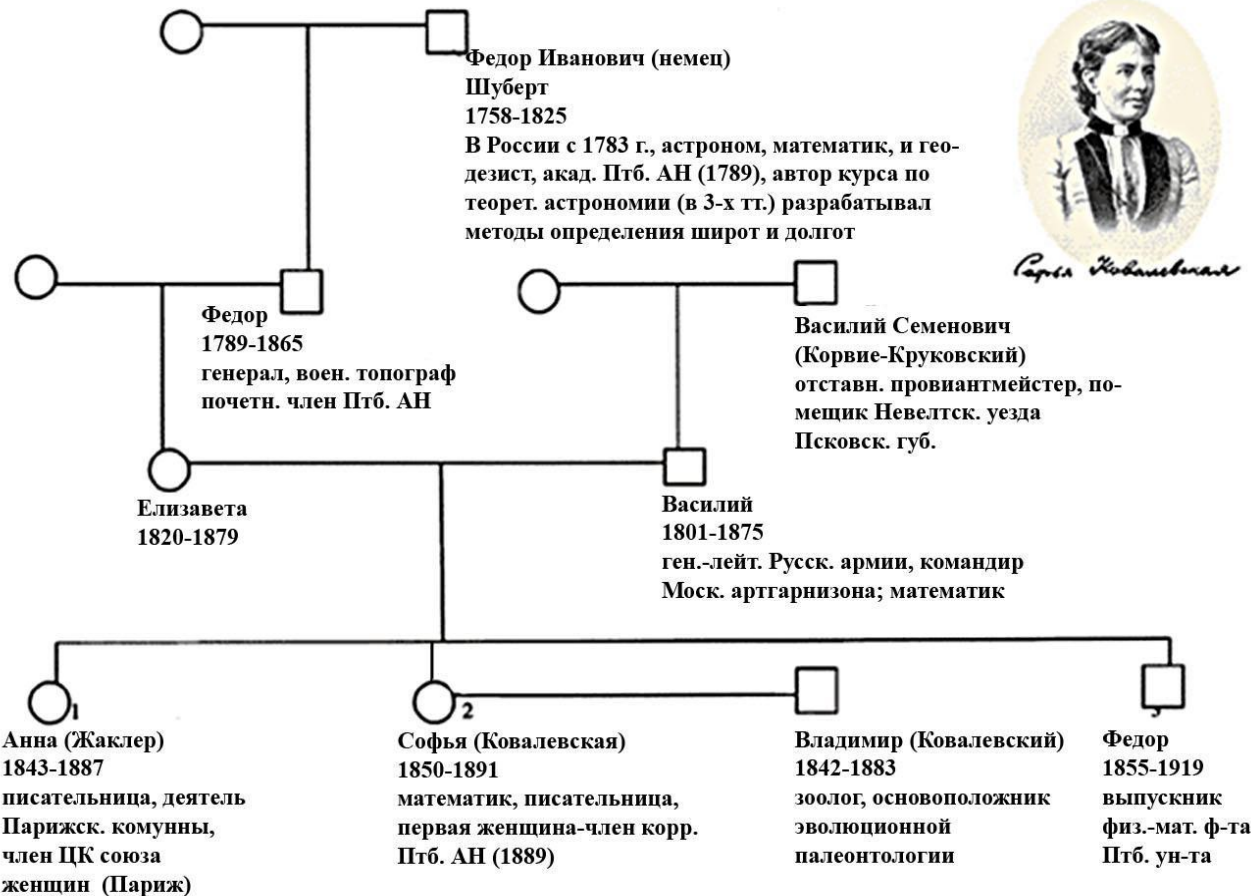 Федор Иванович (немец)
Шуберт
1758-1825
В России с 1783 г., астроном, математик, и гео-
дезист, акад. Птб. АН (1789), автор курса по
теорет. астрономии (в 3-х тт.) разрабатывал
методы определения широт и долгот
Софья Ковалевская
Федор
1789-1865
генерал, воен. топограф
почетн. член Птб. АН
Василий Семенович
(Корвие-Круковский)
отставн. провиантмейстер, по-
мещик Невелтск. уезда
Псковск. губ.
Елизавета
1820-1879
Василий
1801-1875
ген.-лейт. Русск. армии, командир
Моск. артгарнизона; математик
1
Анна (Жаклер)
1843-1887
писательница, деятель
Парижск. комунны,
член ЦК союза
женщин (Париж)
2
Софья (Ковалевская)
1850-1891
математик, писательница,
первая женщина-член корр.
Птб. АН (1889)
Владимир (Ковалевский)
1842-1883
зоолог, основоположник
эволюционной
палеонтологии
Федор
1855-1919
выпускник
физ.-мат. ф-та
Птб. ун-та